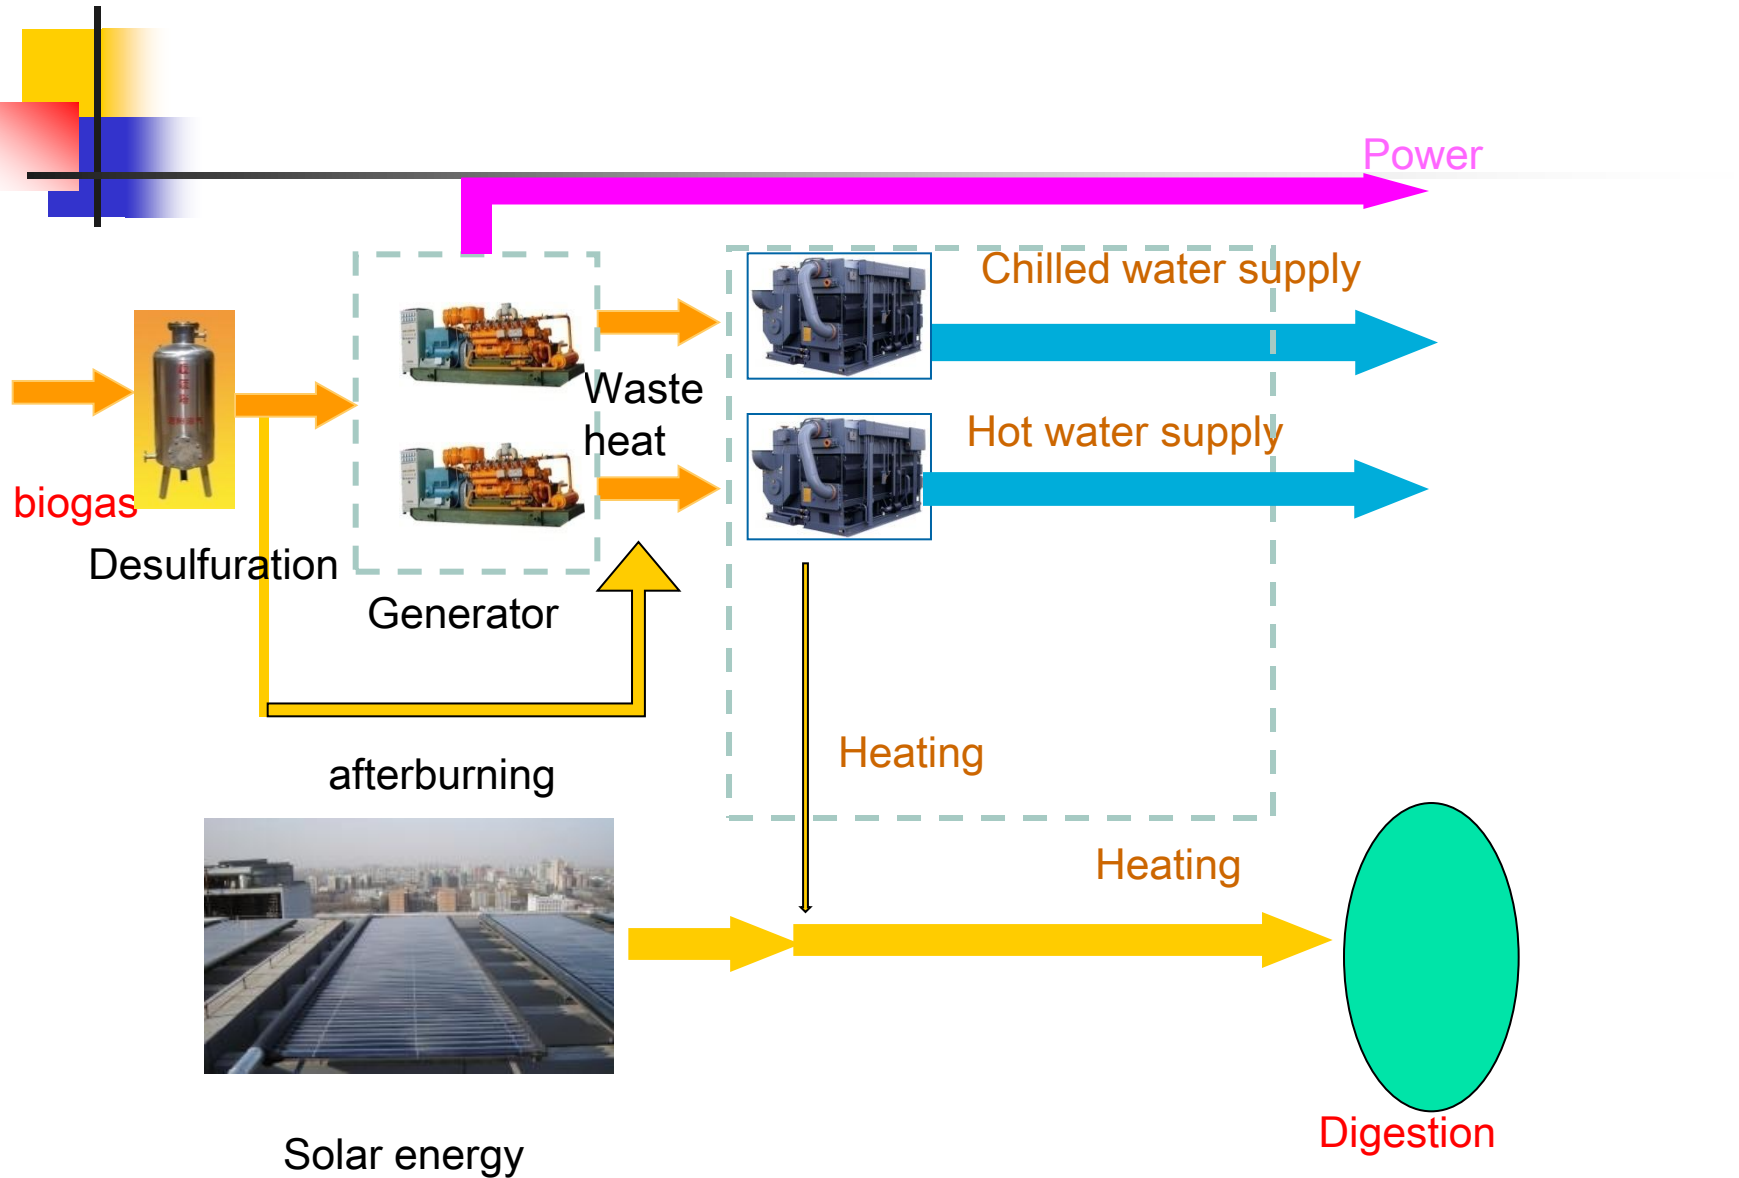 Power
Chilled water supply
Waste
heat
Hot water supply
biogas
Desulfuration
Generator
Heating
afterburning
Heating
Digestion
Solar energy